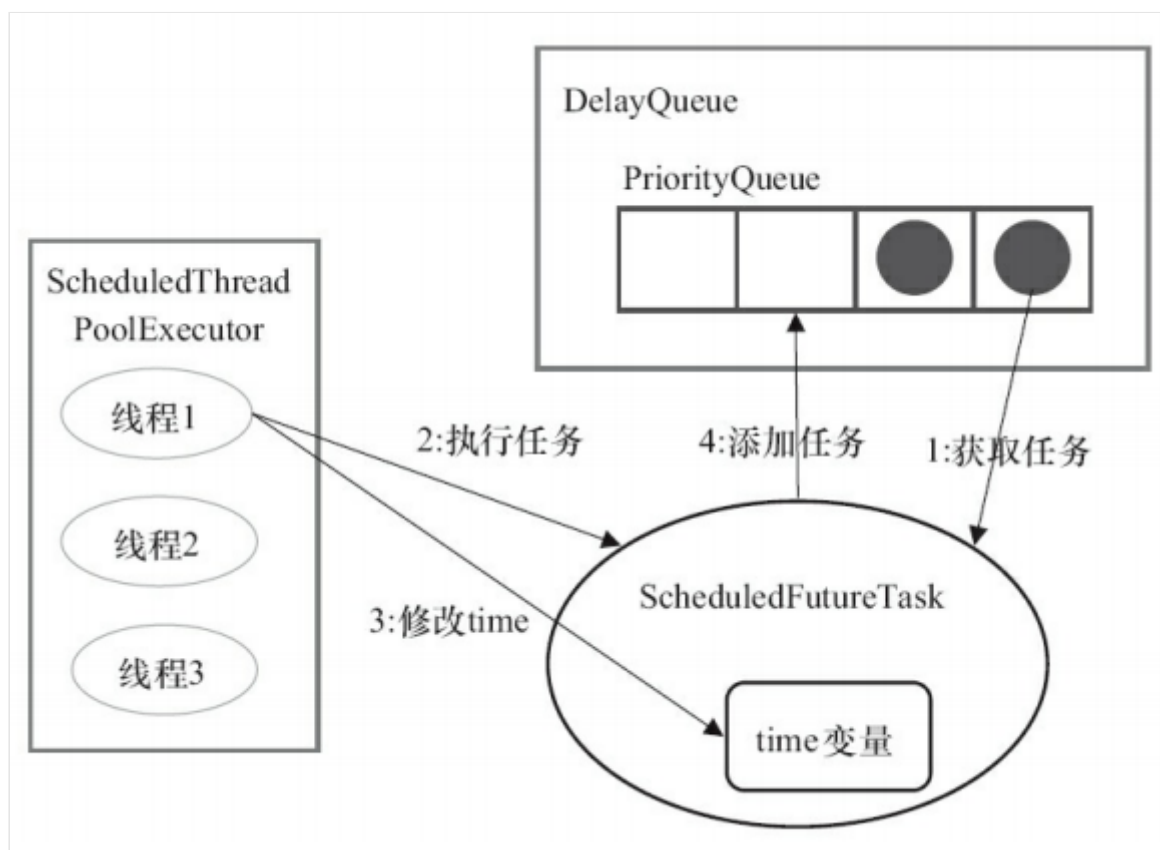 DelayQueue
PriorityQueue
ScheduledThread
PoolExecutor
线程1
线程2
线程3
2:执行任务
4:添加任务
1:获取任务
3:修改time
ScheduledFutureTask
time变量